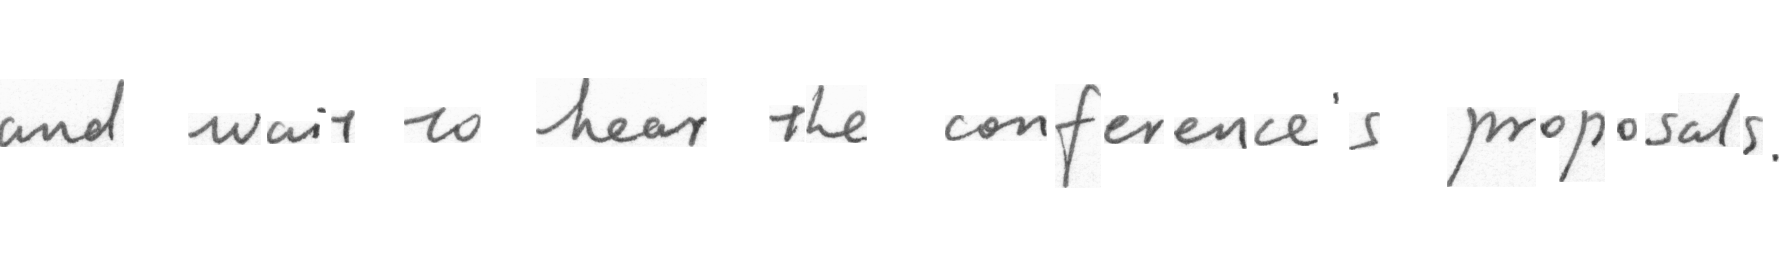 and wait to hear the conference's proposals.